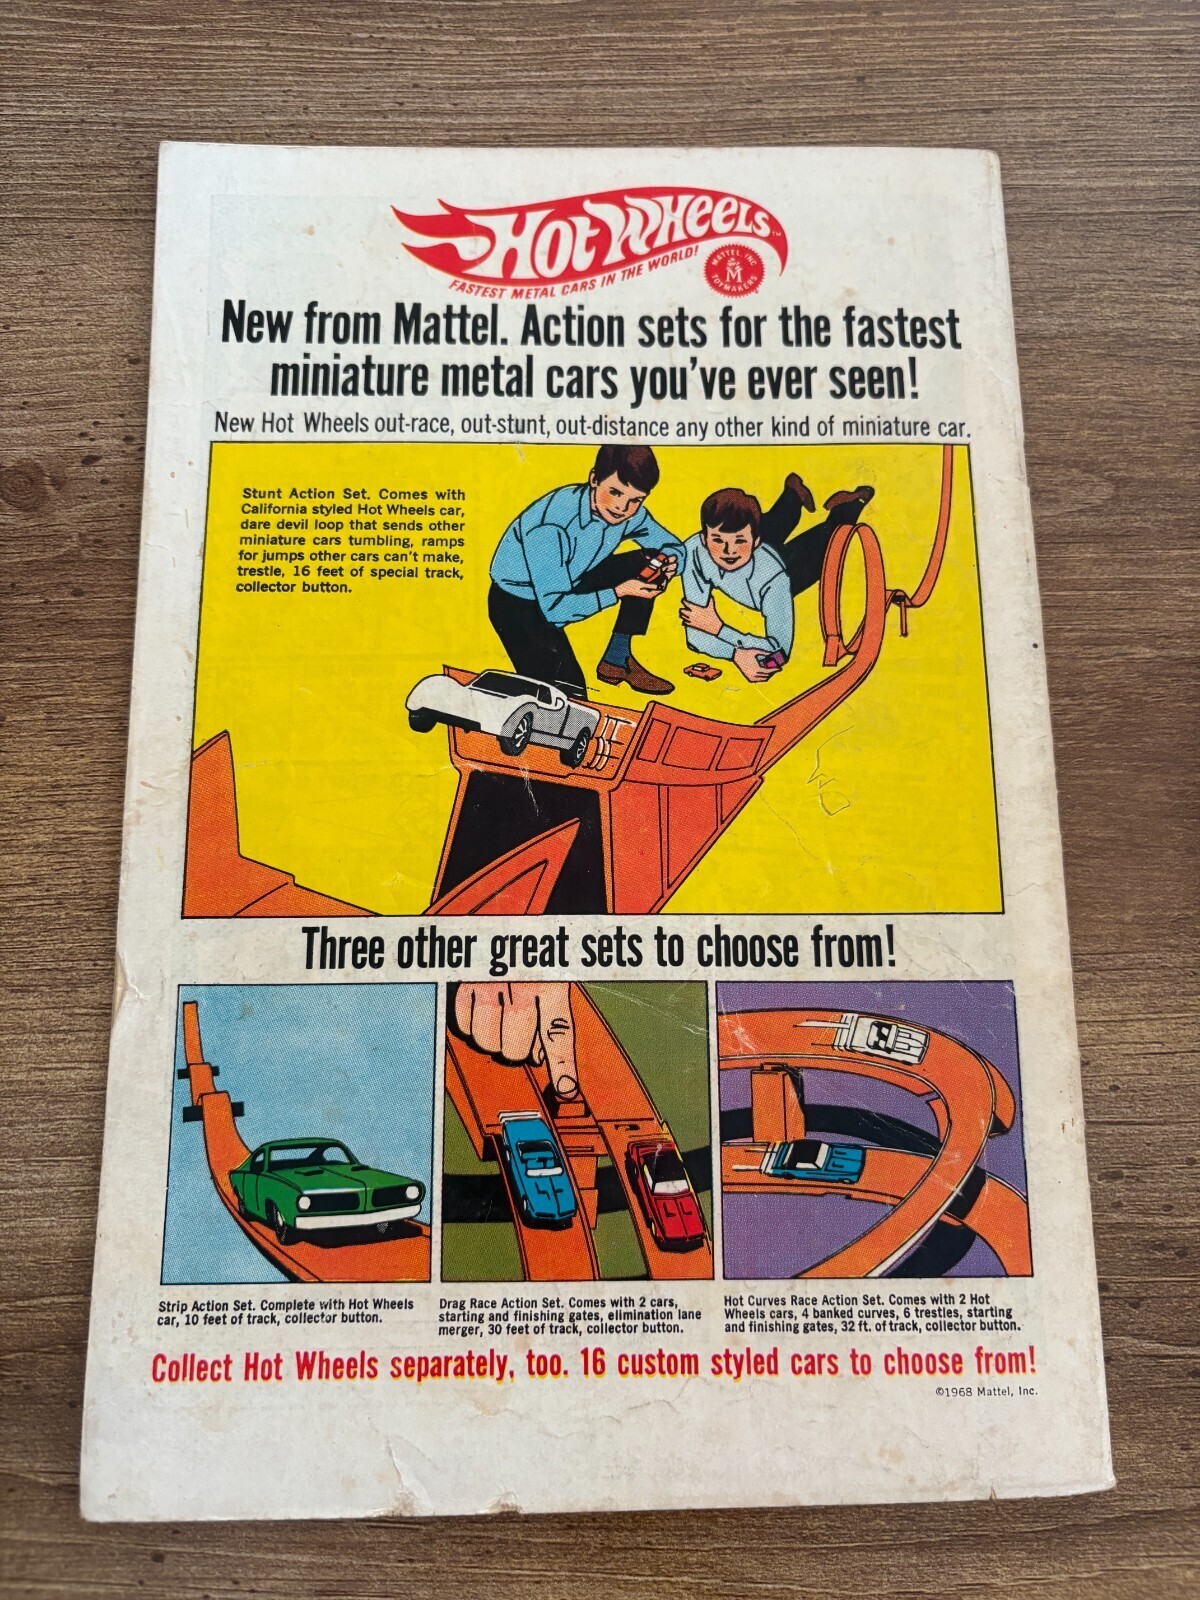 HOT WHEELS™
FASTEST METAL CARS IN THE WORLD!
MATTEL, INC.
M
TOYMAKERS
New from Mattel. Action sets for the fastest
miniature metal cars you've ever seen!
New Hot Wheels out-race, out-stunt, out-distance any other kind of miniature car.
Stunt Action Set. Comes with
California styled Hot Wheels car,
dare devil loop that sends other
miniature cars tumbling, ramps
for jumps other cars can't make,
trestle, 16 feet of special track,
collector button.
Three other great sets to choose from!
Strip Action Set. Complete with Hot Wheels
car, 10 feet of track, collector button.
Drag Race Action Set. Comes with 2 cars,
starting and finishing gates, elimination lane
merger, 30 feet of track, collector button.
Hot Curves Race Action Set. Comes with 2 Hot
Wheels cars, 4 banked curves, 6 trestles, starting
and finishing gates, 32 ft. of track, collector button.
Collect Hot Wheels separately, too. 16 custom styled cars to choose from!
©1968 Mattel, Inc.